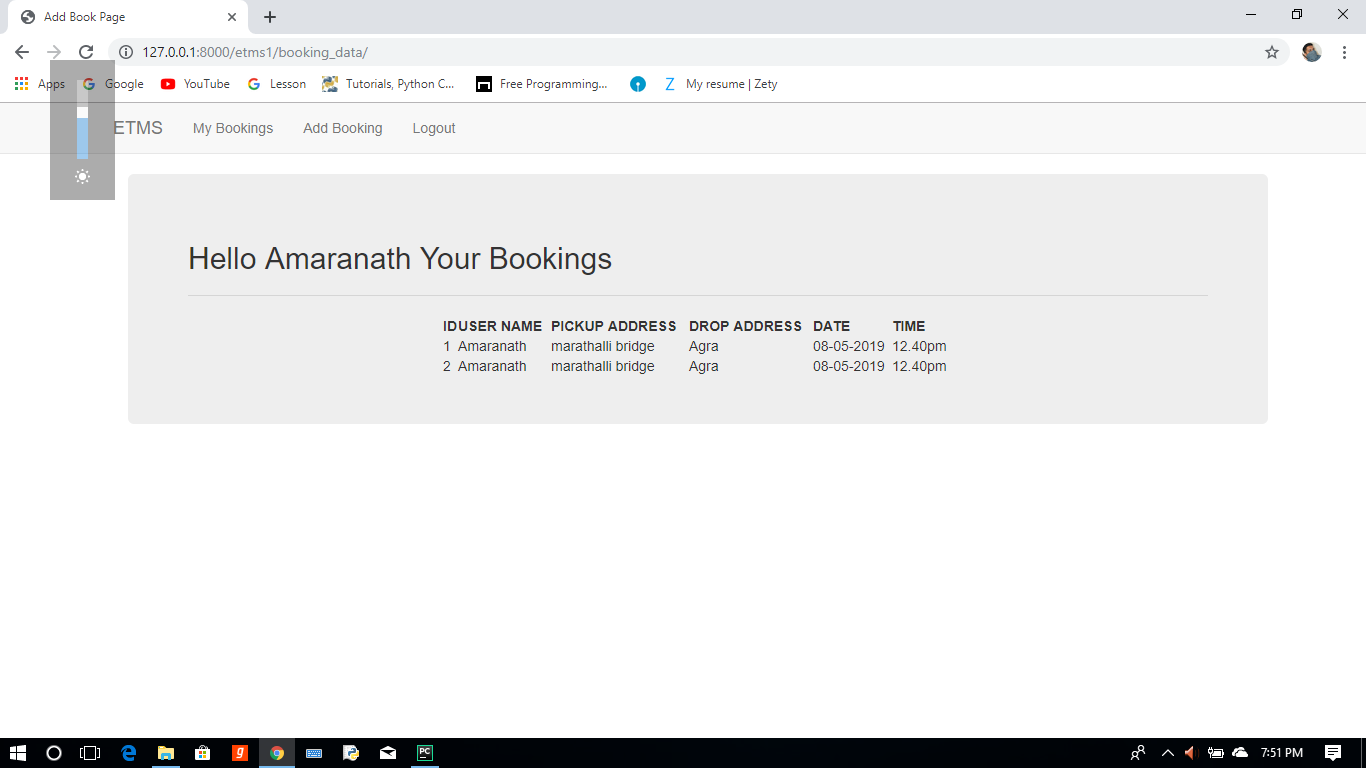 Add Book Page
127.0.0.1:8000/etms1/booking_data/
Apps Google YouTube Lesson Tutorials, Python C... Free Programming... My resume | Zety
ETMS My Bookings Add Booking Logout
Hello Amaranath Your Bookings
ID USER NAME PICKUP ADDRESS DROP ADDRESS DATE TIME
1 Amaranath marathalli bridge Agra 08-05-2019 12.40pm
2 Amaranath marathalli bridge Agra 08-05-2019 12.40pm
g PC 7:51 PM